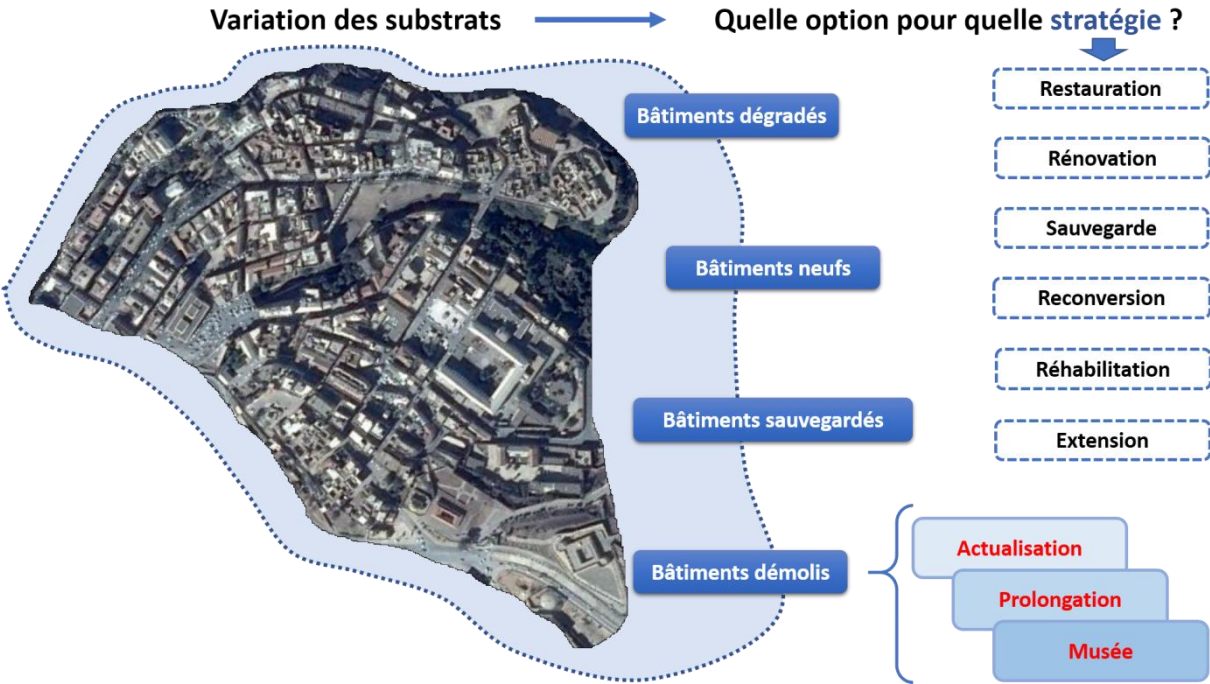 Variation des substrats
Quelle option pour quelle stratégie ?
Bâtiments dégradés
Bâtiments neufs
Bâtiments sauvegardés
Bâtiments démolis
Restauration
Rénovation
Sauvegarde
Reconversion
Réhabilitation
Extension
Actualisation
Prolongation
Musée